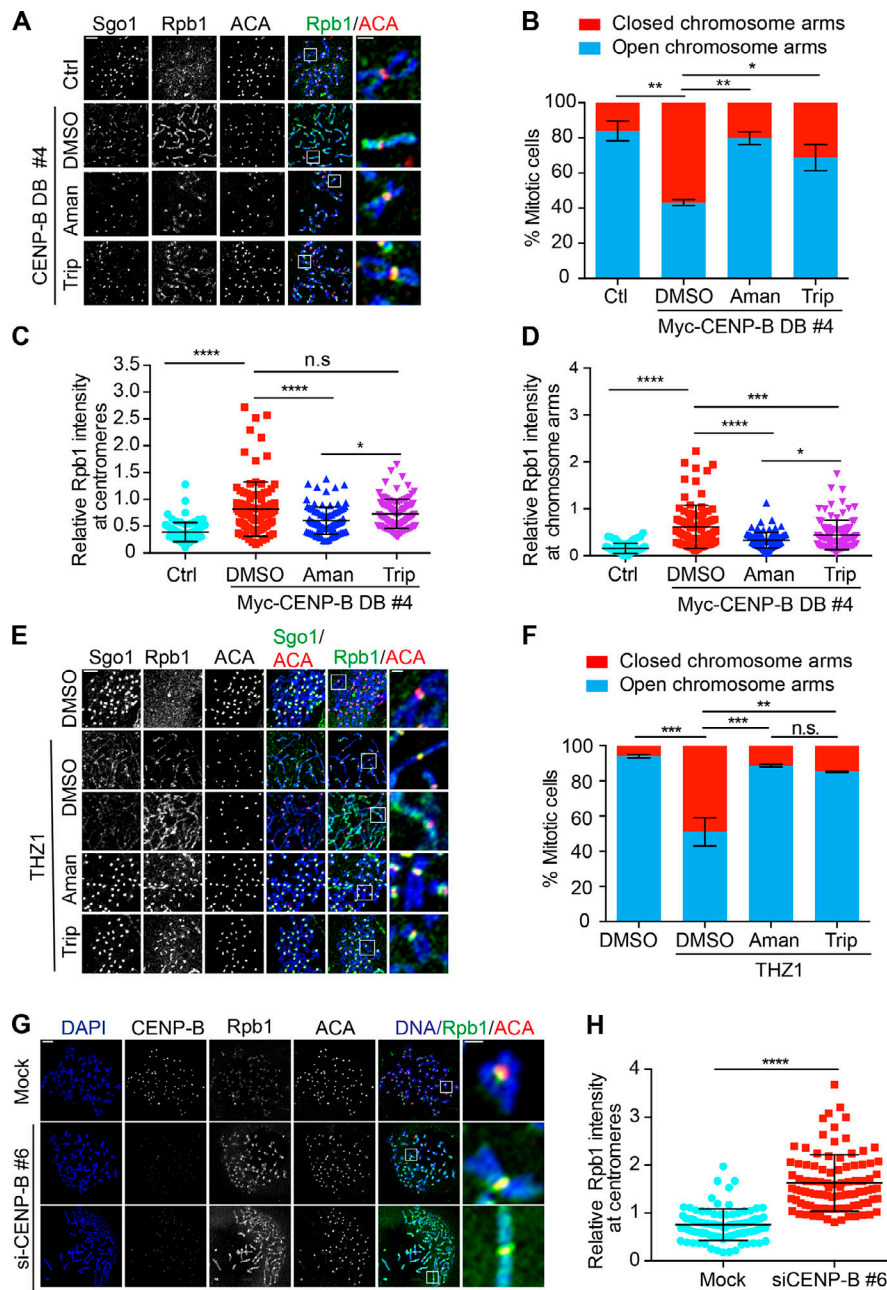 A
Sgo1 Rpb1 ACA Rpb1/ACA
Ctrl
CENP-B DB #4
DMSO
Aman
Trip
B
Closed chromosome arms
Open chromosome arms
% Mitotic cells
100
80
60
40
20
0
** ** *
Ctl DMSO Aman Trip
Myc-CENP-B DB #4
C
Relative Rpb1 intensity
at centromeres
3.5
3.0
2.5
2.0
1.5
1.0
0.5
0
**** n.s
****
*
Ctrl DMSO Aman Trip
Myc-CENP-B DB #4
D
Relative Rpb1 intensity
at chromosome arms
4
3
2
1
0
**** ***
****
*
Ctrl DMSO Aman Trip
Myc-CENP-B DB #4
E
Sgo1/
Sgo1 Rpb1 ACA ACA Rpb1/ACA
DMSO
THZ1
DMSO
Aman
Trip
F
Closed chromosome arms
Open chromosome arms
% Mitotic cells
100
80
60
40
20
0
**
*** *** n.s.
DMSO DMSO Aman Trip
THZ1
G
DAPI CENP-B Rpb1 ACA DNA/Rpb1/ACA
Mock
si-CENP-B #6
H
Relative Rpb1 intensity
at centromeres
4
3
2
1
0
****
Mock siCENP-B #6